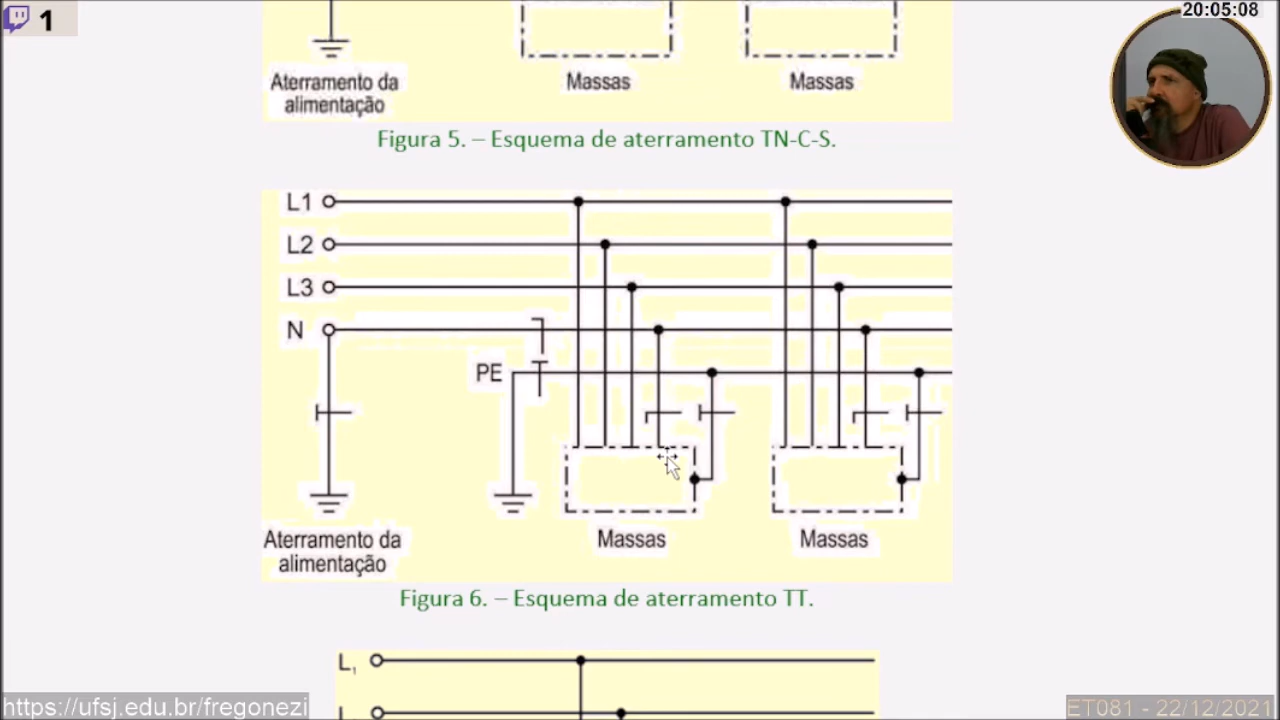 1
20:05:08
Aterramento da
alimentação
Massas
Massas
Figura 5. – Esquema de aterramento TN-C-S.
L1
L2
L3
N
PE
Aterramento da
alimentação
Massas
Massas
Figura 6. – Esquema de aterramento TT.
L1
L
https://ufsj.edu.br/fregonezi
ET081 - 22/12/2021